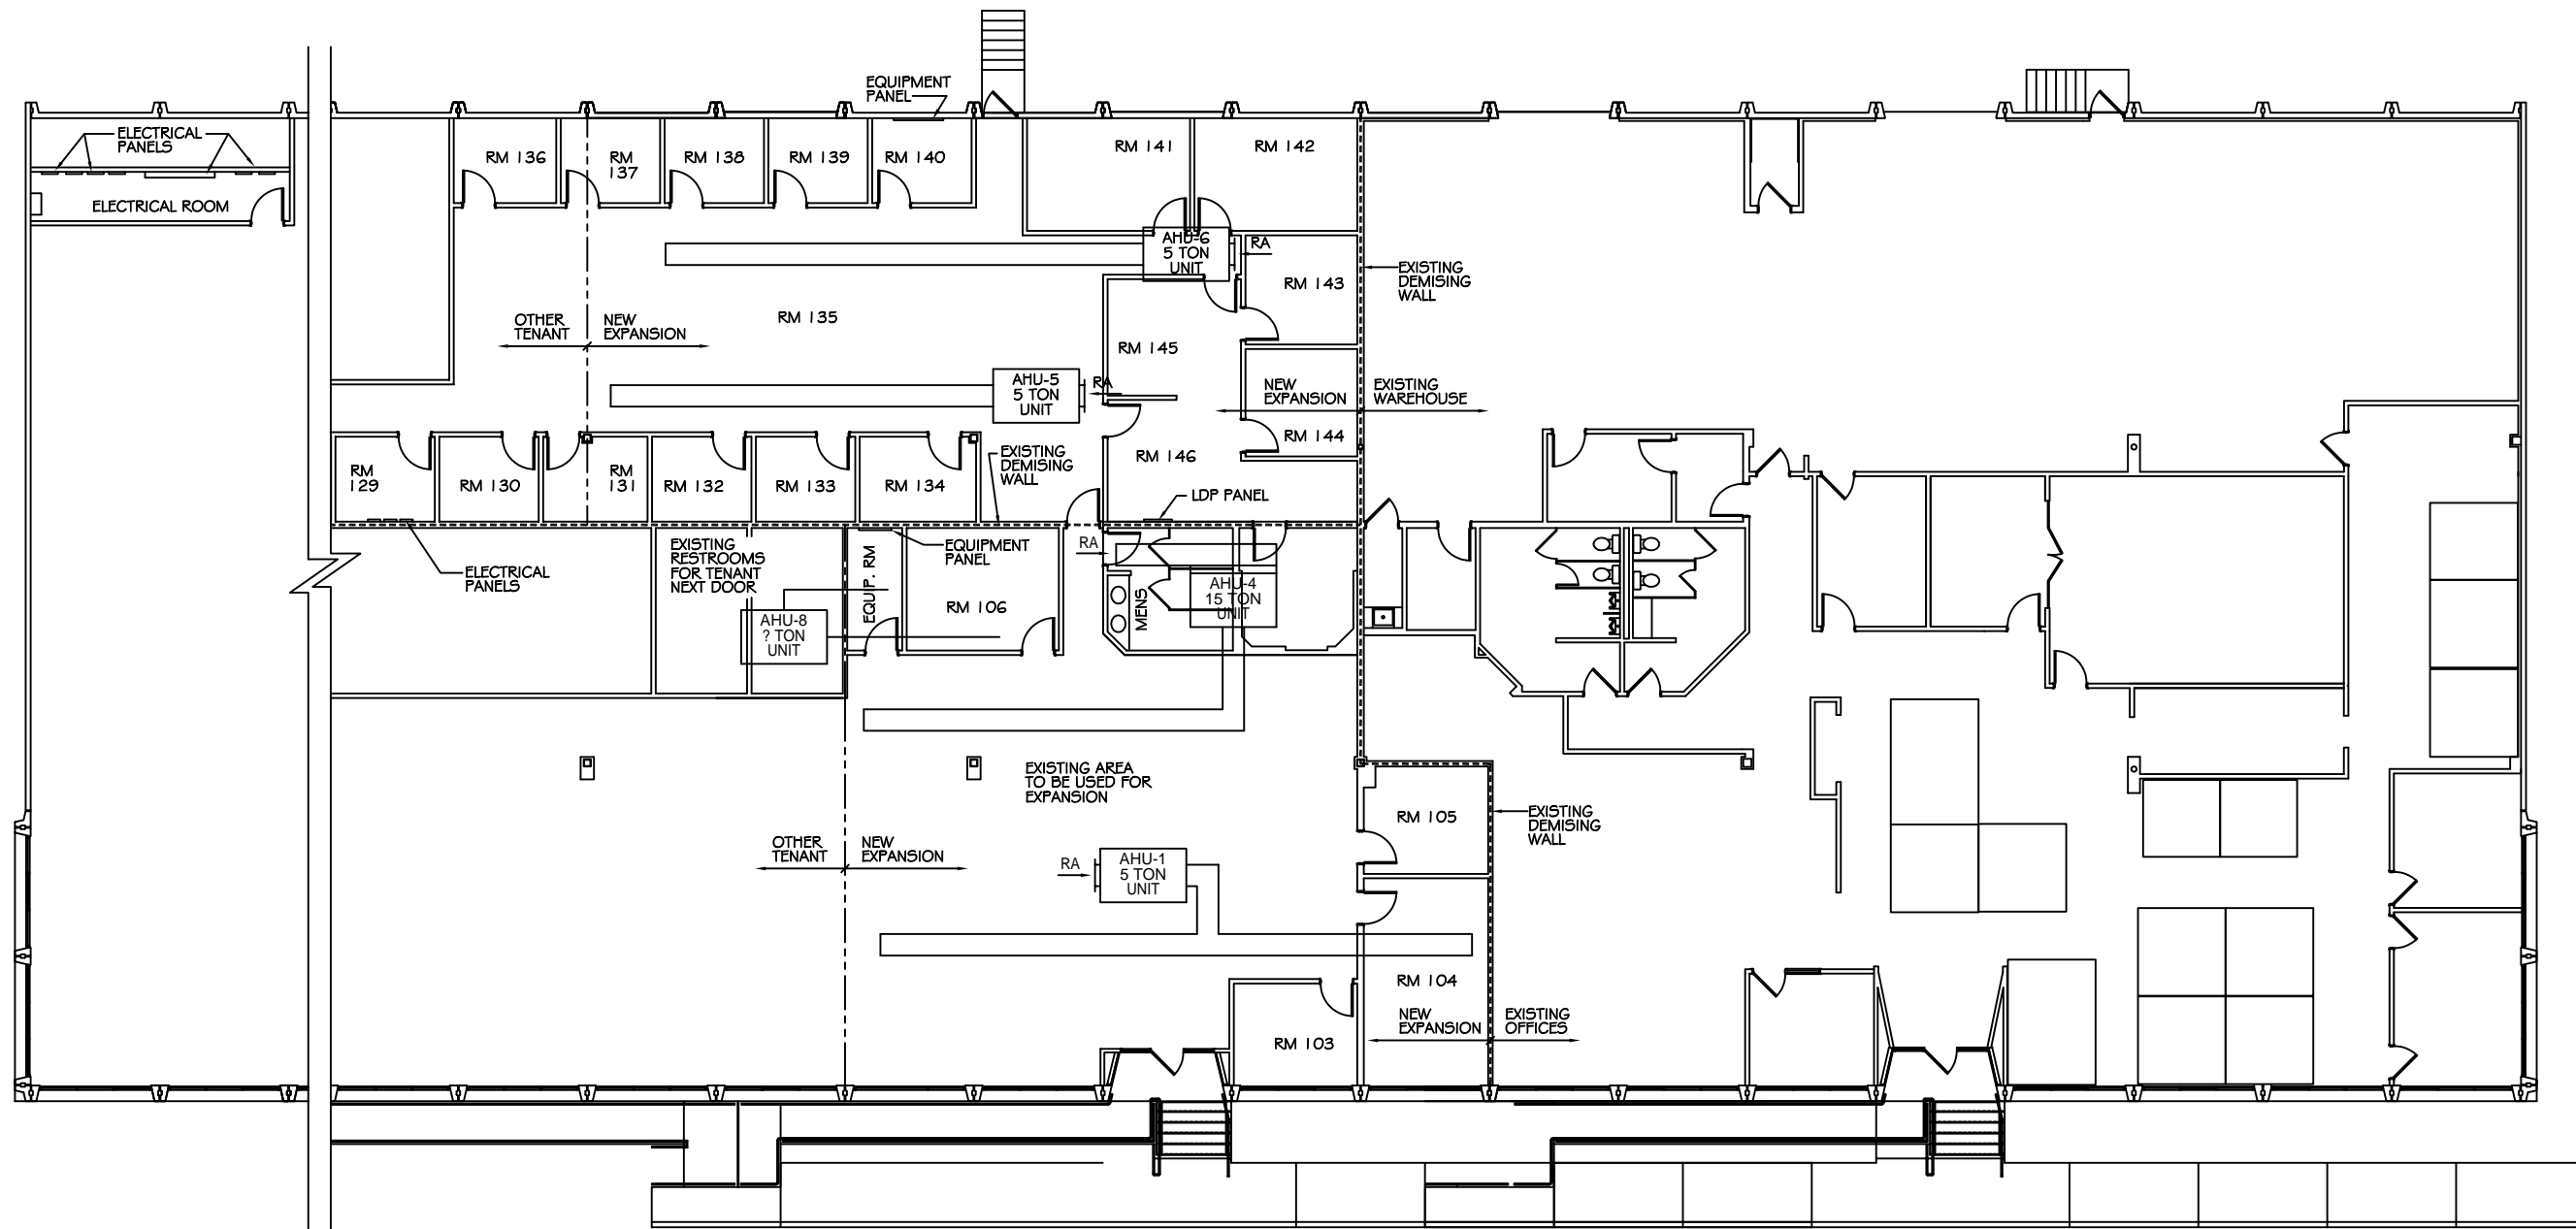 EQUIPMENT
PANEL
ELECTRICAL
PANELS
ELECTRICAL ROOM
RM 136
RM
137
RM 138
RM 139
RM 140
RM 141
RM 142
AHU-6
5 TON
UNIT
RA
RM 143
EXISTING
DEMISING
WALL
OTHER
TENANT
NEW
EXPANSION
RM 135
RM 145
AHU-5
5 TON
UNIT
RA
NEW
EXPANSION
EXISTING
WAREHOUSE
RM 144
RM
129
RM 130
RM
131
RM 132
RM 133
RM 134
EXISTING
DEMISING
WALL
RM 146
LDP PANEL
EXISTING
RESTROOMS
FOR TENANT
NEXT DOOR
ELECTRICAL
PANELS
EQUIP. RM
EQUIPMENT
PANEL
RM 106
RA
MENS
AHU-4
15 TON
UNIT
AHU-8
? TON
UNIT
EXISTING AREA
TO BE USED FOR
EXPANSION
RM 105
EXISTING
DEMISING
WALL
OTHER
TENANT
NEW
EXPANSION
RA
AHU-1
5 TON
UNIT
RM 104
NEW
EXPANSION
EXISTING
OFFICES
RM 103